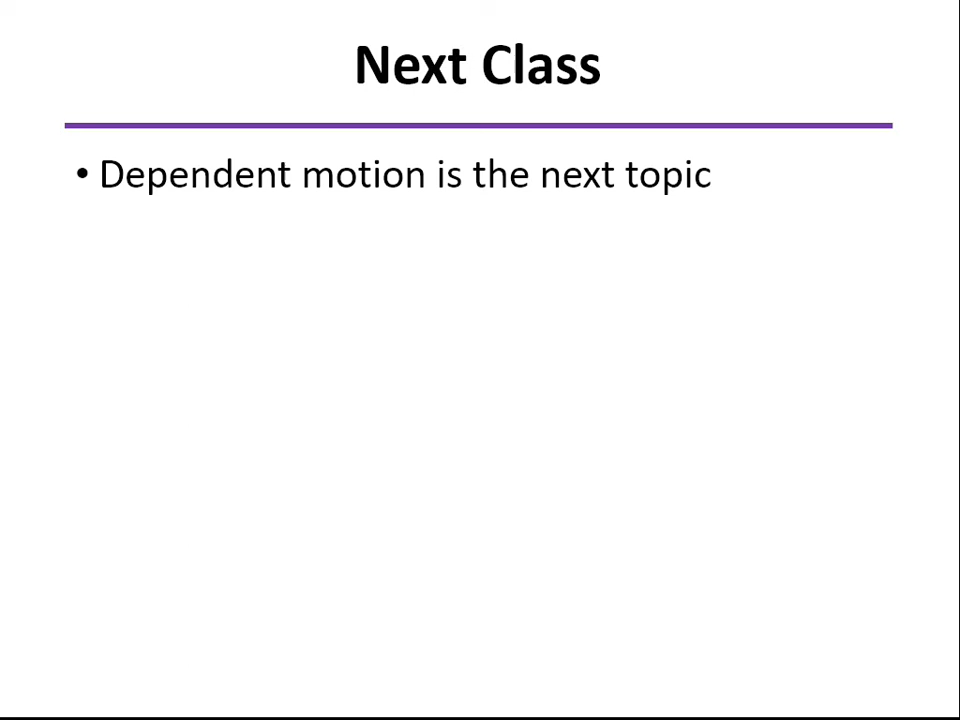 Next Class
• Dependent motion is the next topic